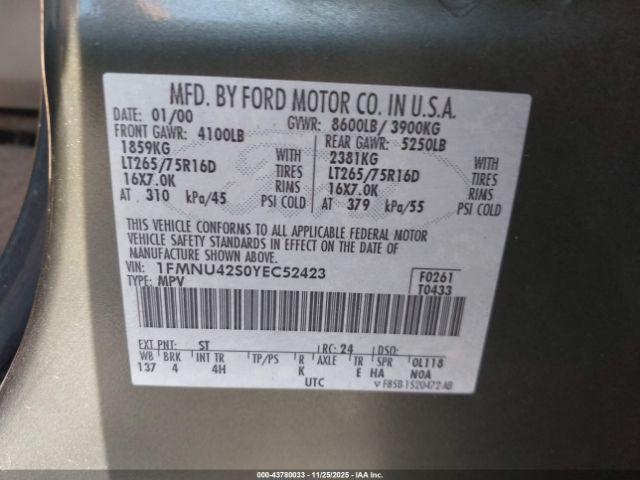 MFD. BY FORD MOTOR CO. IN U.S.A.
DATE: 01/00 GVWR: 8600LB/ 3900KG
FRONT GAWR: 4100LB REAR GAWR: 5250LB
1859KG WITH 2381KG WITH
LT265/75R16D TIRES LT265/75R16D TIRES
16X7.0K RIMS 16X7.0K RIMS
AT 310 kPa/45 PSI COLD AT 379 kPa/55 PSI COLD
THIS VEHICLE CONFORMS TO ALL APPLICABLE FEDERAL MOTOR
VEHICLE SAFETY STANDARDS IN EFFECT ON THE DATE OF MANUFACTURE
SHOWN ABOVE.
VIN: 1FMNU42S0YEC52423 F0261
TYPE: MPV T0433
EXT PNT: ST RC: 24 DSO:
WB BRK INT TR TP/PS R AXLE TR SPR OL118
137 4 4H K E HA NOA
UTC ▽ F85B-1520472-AB
© -- 43780033 -- 11/25/2025 -- IAA Inc.